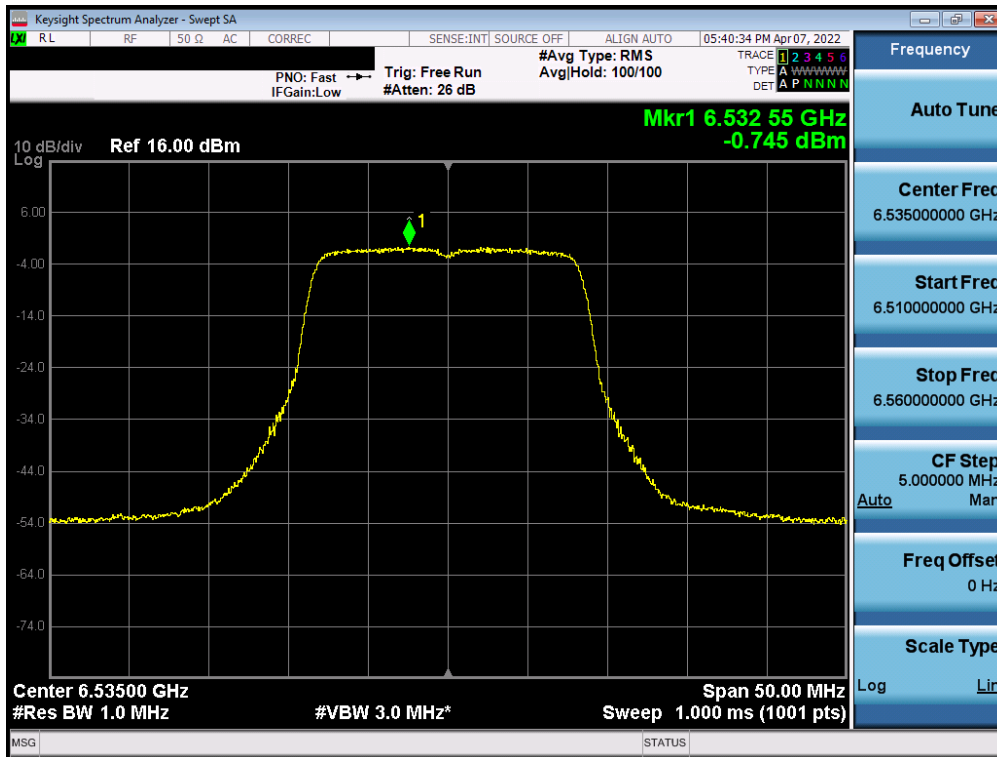 Keysight Spectrum Analyzer - Swept SA
LXI RL RF 50 Ω AC CORREC SENSE:INT SOURCE OFF ALIGN AUTO 05:40:34 PM Apr 07, 2022
PNO: Fast
IFGain:Low
Trig: Free Run
#Atten: 26 dB
#Avg Type: RMS
Avg|Hold: 100/100
TRACE 1 2 3 4 5 6
TYPE A WWWWW
DET A P N N N N
Mkr1 6.532 55 GHz
-0.745 dBm
10 dB/div Ref 16.00 dBm
Log
6.00
-4.00
-14.0
-24.0
-34.0
-44.0
-54.0
-64.0
-74.0
1
Center 6.53500 GHz Span 50.00 MHz
#Res BW 1.0 MHz #VBW 3.0 MHz* Sweep 1.000 ms (1001 pts)
MSG STATUS
Frequency
Auto Tune
Center Freq
6.535000000 GHz
Start Freq
6.510000000 GHz
Stop Freq
6.560000000 GHz
CF Step
5.000000 MHz
Auto Man
Freq Offset
0 Hz
Scale Type
Log Lin